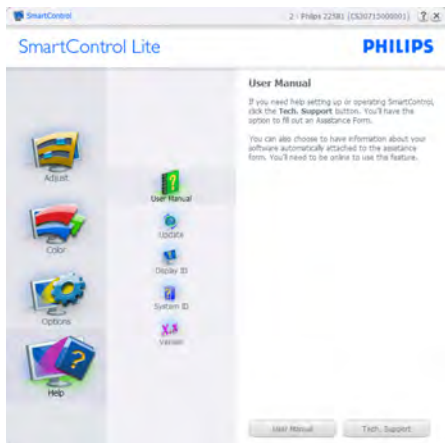 SmartControl
2 - Philips 225B1 (CS30715000001)
SmartControl Lite
PHILIPS
Adjust
Color
Options
Help
User Manual
Update
Display ID
System ID
Version
User Manual
If you need help setting up or operating SmartControl,
click the Tech. Support button. You'll have the
option to fill out an Assistance Form.
You can also choose to have information about your
software automatically attached to the assistance
form. You'll need to be online to use this feature.
User Manual
Tech. Support